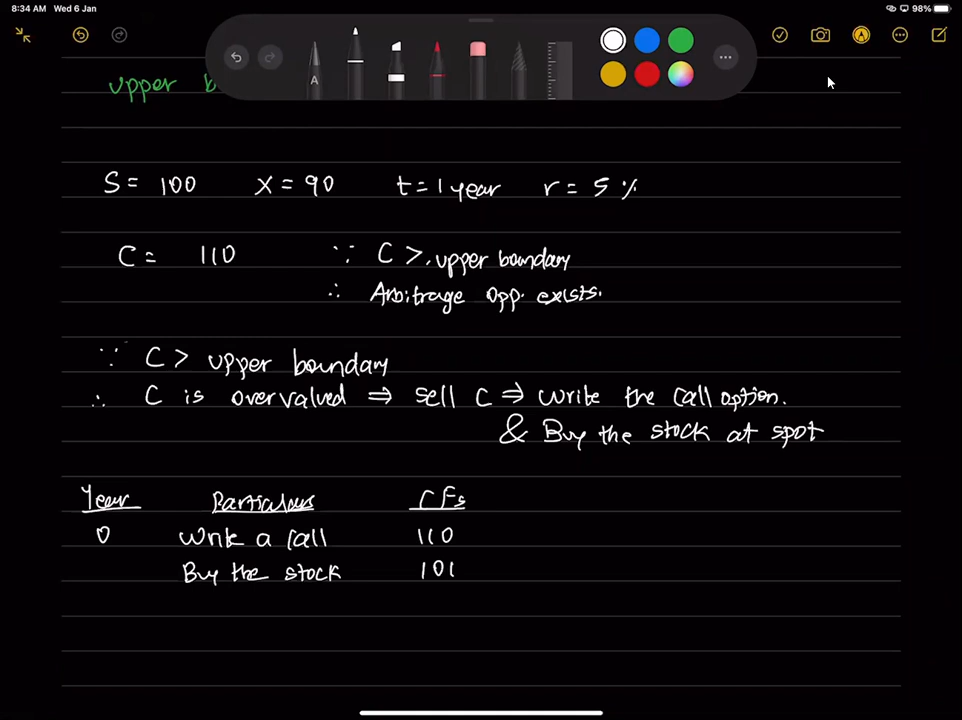 8:34 AM Wed 6 Jan
98%
A
upper
S = 100 X = 90 t = 1 year r = 5 %
C = 110 ∵ C > upper boundary
∴ Arbitrage opp. exists.
∵ C > upper boundary
∴ C is overvalued ⇒ sell C ⇒ write the call option.
& Buy the stock at spot
Year Particulars CFs
0 Write a call 110
Buy the stock 101